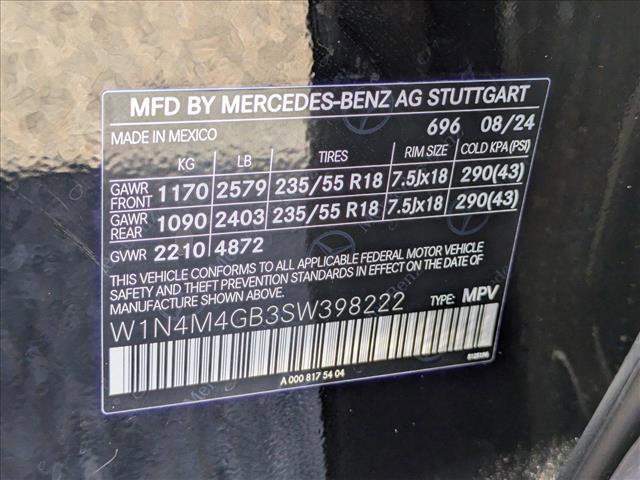 MFD BY MERCEDES-BENZ AG STUTTGART
MADE IN MEXICO 696 08/24
KG LB TIRES RIM SIZE COLD KPA (PSI)
GAWR FRONT 1170 2579 235/55 R18 7.5Jx18 290(43)
GAWR REAR 1090 2403 235/55 R18 7.5Jx18 290(43)
GVWR 2210 4872
THIS VEHICLE CONFORMS TO ALL APPLICABLE FEDERAL MOTOR VEHICLE
SAFETY AND THEFT PREVENTION STANDARDS IN EFFECT ON THE DATE OF
MANUFACTURE SHOWN ABOVE.
W1N4M4GB3SW398222 TYPE: MPV
A 000 817 54 04